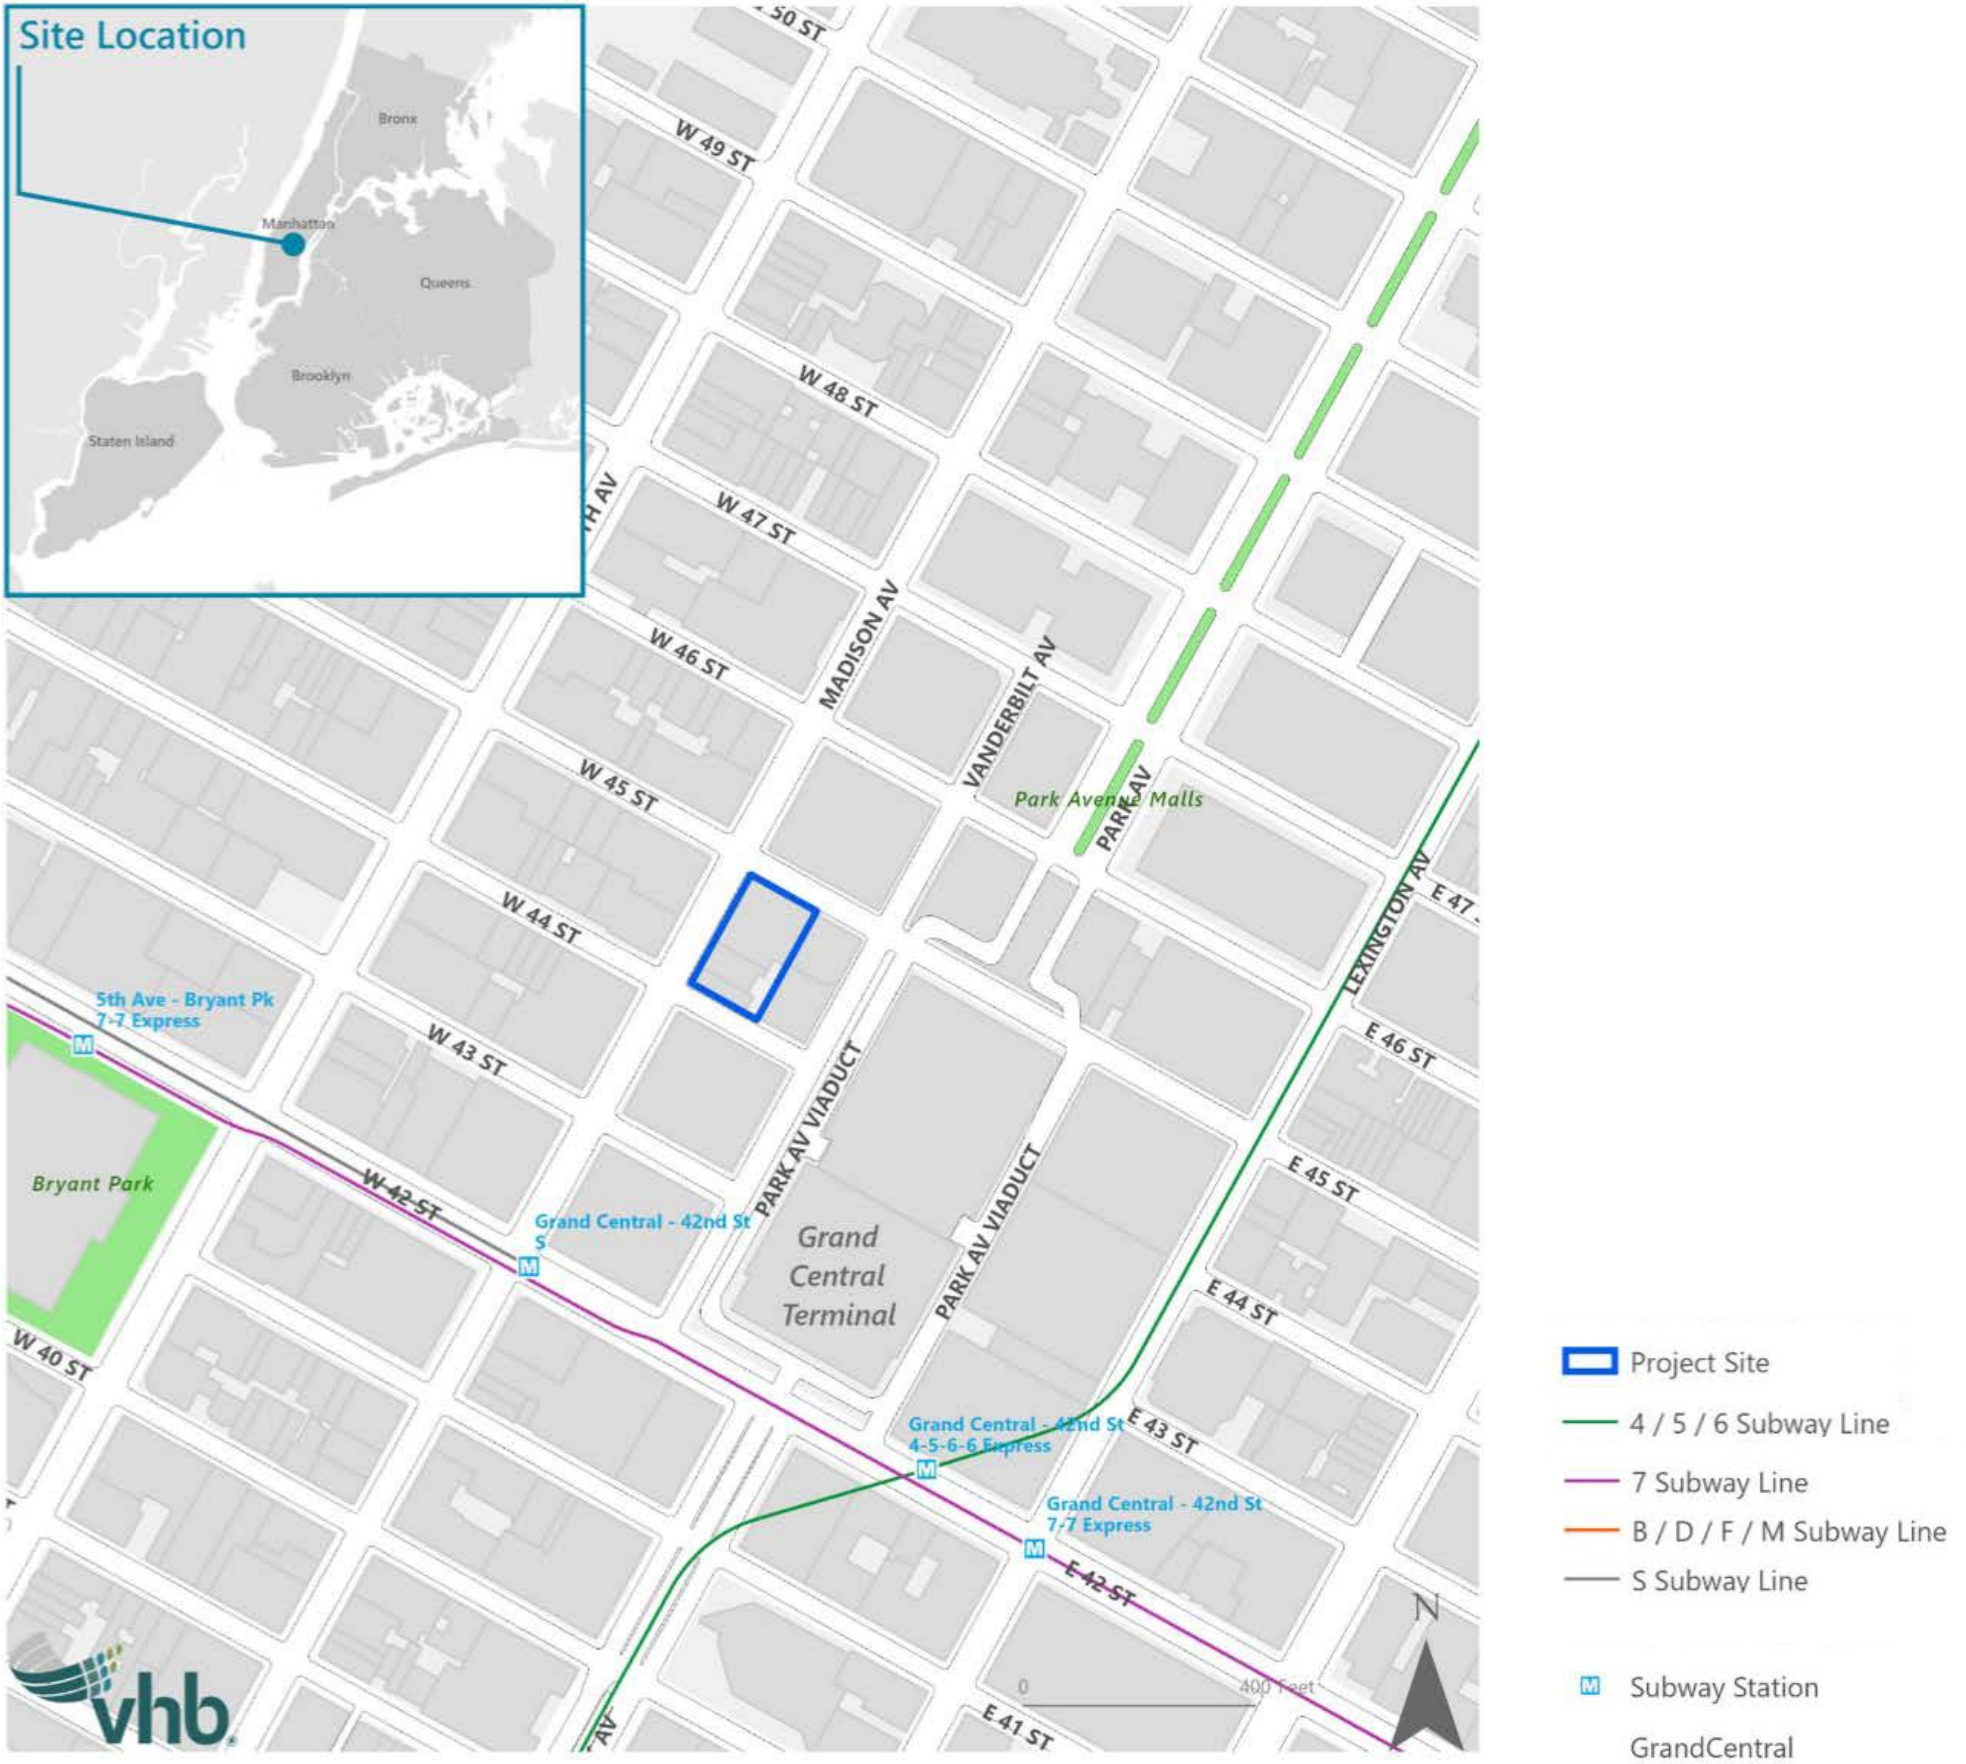 Site Location
Bronx
Manhattan
Queens
Brooklyn
Staten Island
50 ST
W 49 ST
W 48 ST
TH AV
W 47 ST
MADISON AV
W 46 ST
VANDERBILT AV
W 45 ST
Park Avenue Malls
PARK AV
LEXINGTON AV
E 47
W 44 ST
5th Ave - Bryant Pk
7-7 Express
M
W 43 ST
E 46 ST
PARK AV VIADUCT
PARK AV VIADUCT
Bryant Park
W 42 ST
E 45 ST
Grand Central - 42nd St
S
M
Grand
Central
Terminal
E 44 ST
W 40 ST
Grand Central - 42nd St
4-5-6-6 Express
M
E 43 ST
Grand Central - 42nd St
7-7 Express
M
E 42 ST
N
0 400 Feet
E 41 ST
AV
vhb
Project Site
4 / 5 / 6 Subway Line
7 Subway Line
B / D / F / M Subway Line
S Subway Line
M Subway Station
GrandCentral